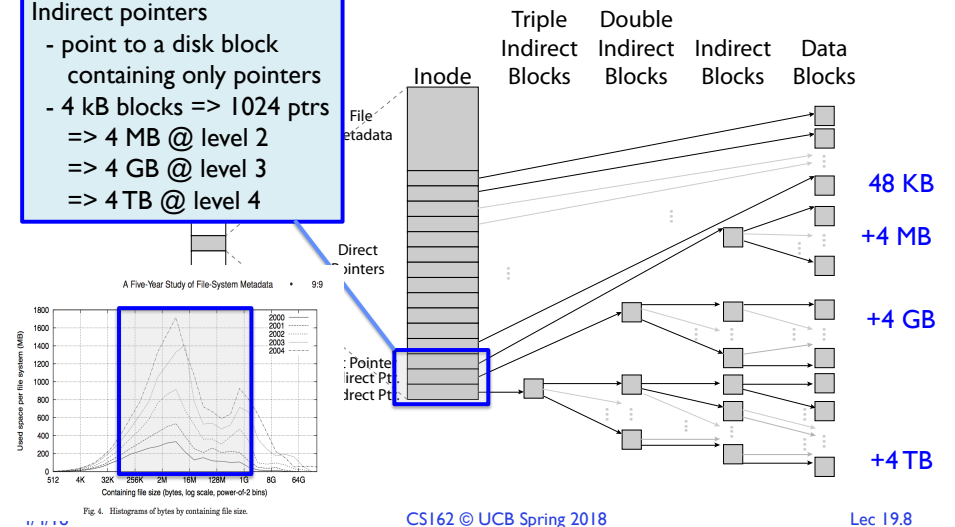 Indirect pointers
- point to a disk block
containing only pointers
- 4 kB blocks => 1024 ptrs
=> 4 MB @ level 2
=> 4 GB @ level 3
=> 4 TB @ level 4
Triple Double
Indirect Indirect Indirect Data
Inode Blocks Blocks Blocks Blocks
File
etadata
Direct
ointers
t Pointe
irect Pt
direct Pt
48 KB
+4 MB
+4 GB
+4 TB
A Five-Year Study of File-System Metadata • 9:9
Used space per file system (MB)
1800
1600
1400
1200
1000
800
600
400
200
0
2000
2001
2002
2003
2004
512 4K 32K 256K 2M 16M 128M 1G 8G 64G
Containing file size (bytes, log scale, power-of-2 bins)
Fig. 4. Histograms of bytes by containing file size.
CS162 © UCB Spring 2018
Lec 19.8